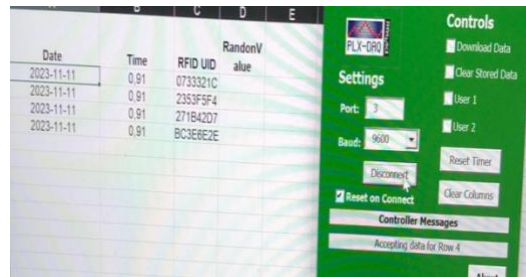 B C D E
Date Time RFID UID RandonV
alue
2023-11-11 0,91 0733321C
2023-11-11 0,91 2353F5F4
2023-11-11 0,91 271B42D7
2023-11-11 0,91 BC3E6E2E
PLX-DAQ
Controls
Download Data
Clear Stored Data
User 1
User 2
Reset Timer
Clear Columns
Settings
Port: 3
Baud: 9600
Disconnect
Reset on Connect
Controller Messages
Accepting data for Row 4